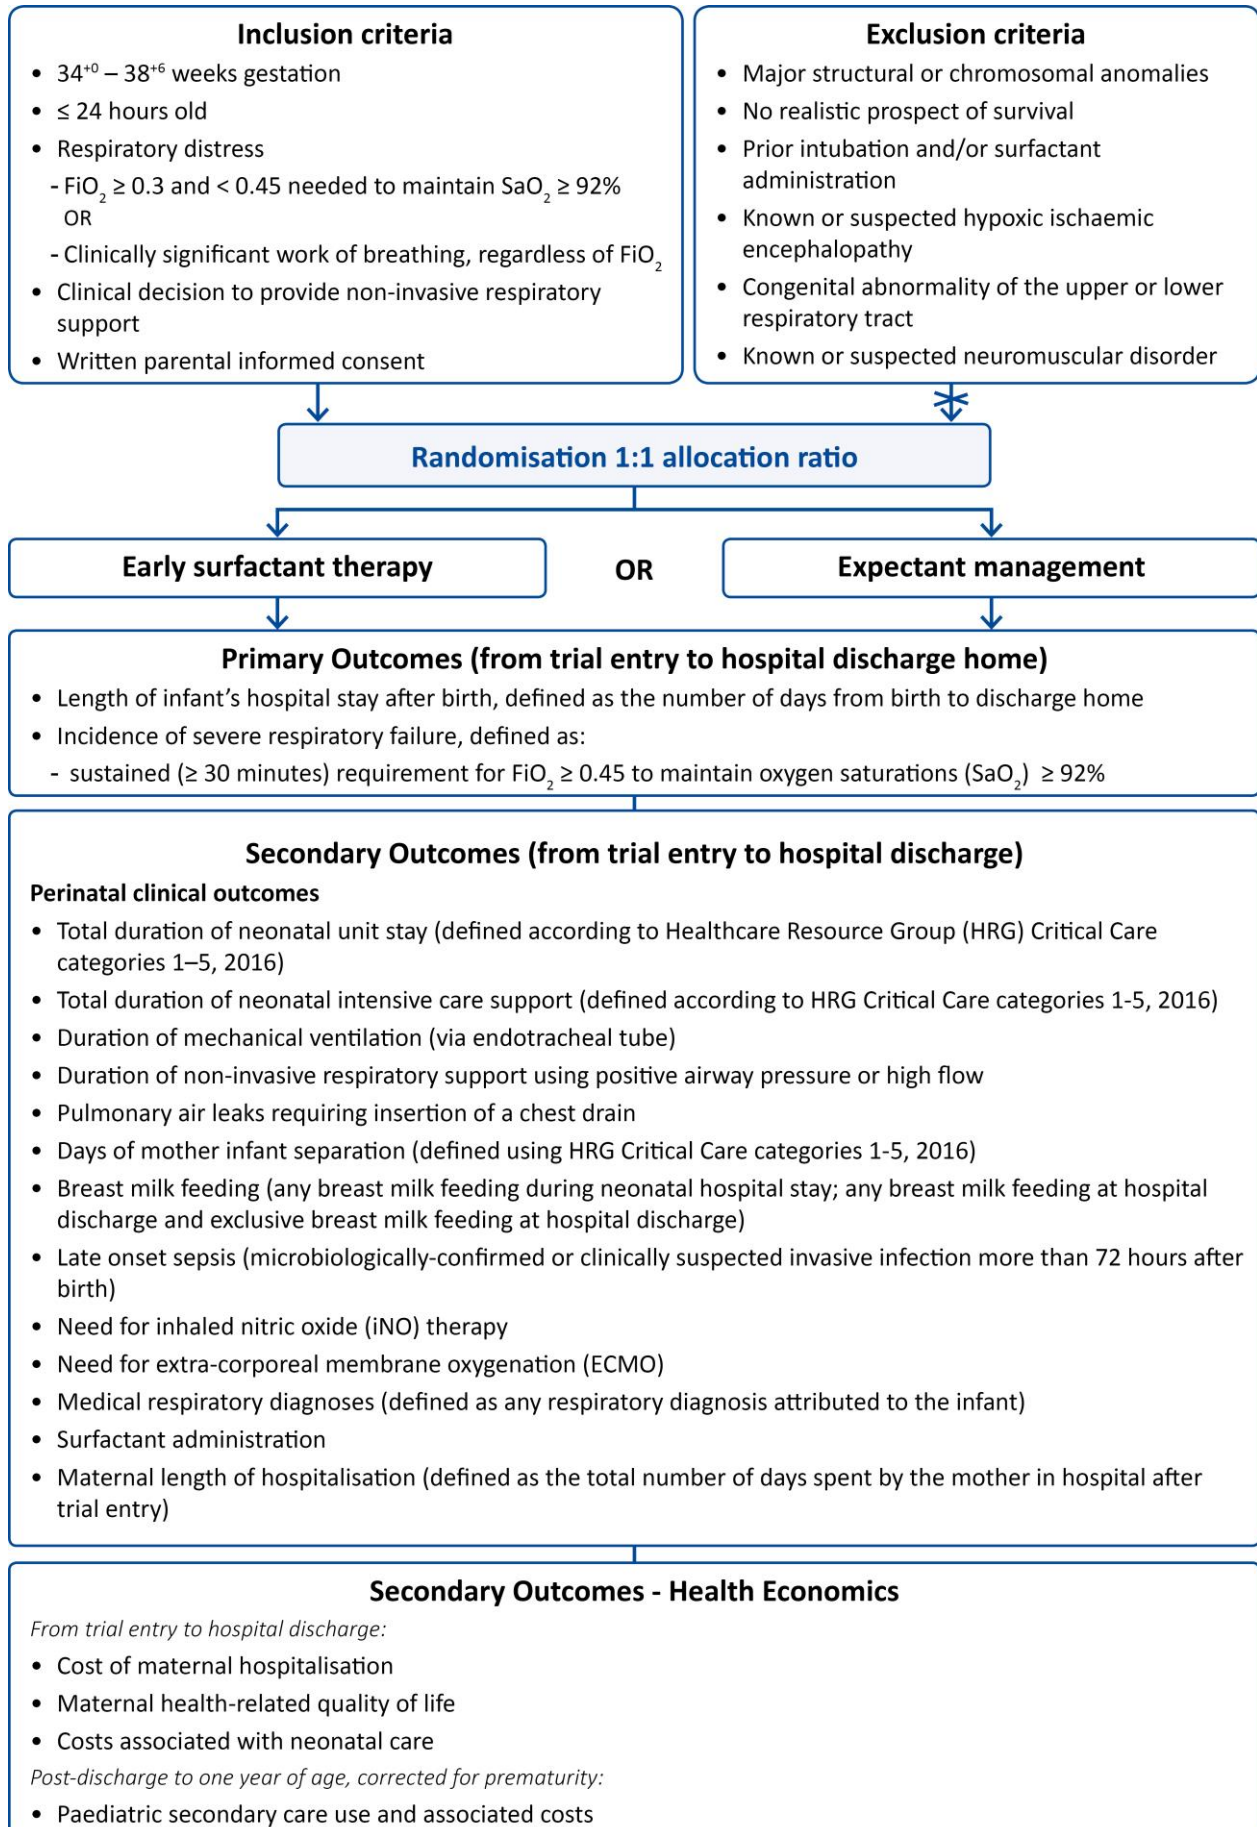 Inclusion criteria
• 34⁺⁰ – 38⁺⁶ weeks gestation
• ≤ 24 hours old
• Respiratory distress
- FiO₂ ≥ 0.3 and < 0.45 needed to maintain SaO₂ ≥ 92%
OR
- Clinically significant work of breathing, regardless of FiO₂
• Clinical decision to provide non-invasive respiratory
support
• Written parental informed consent
Exclusion criteria
• Major structural or chromosomal anomalies
• No realistic prospect of survival
• Prior intubation and/or surfactant
administration
• Known or suspected hypoxic ischaemic
encephalopathy
• Congenital abnormality of the upper or lower
respiratory tract
• Known or suspected neuromuscular disorder
Randomisation 1:1 allocation ratio
Early surfactant therapy
OR
Expectant management
Primary Outcomes (from trial entry to hospital discharge home)
• Length of infant’s hospital stay after birth, defined as the number of days from birth to discharge home
• Incidence of severe respiratory failure, defined as:
- sustained (≥ 30 minutes) requirement for FiO₂ ≥ 0.45 to maintain oxygen saturations (SaO₂) ≥ 92%
Secondary Outcomes (from trial entry to hospital discharge)
Perinatal clinical outcomes
• Total duration of neonatal unit stay (defined according to Healthcare Resource Group (HRG) Critical Care
categories 1–5, 2016)
• Total duration of neonatal intensive care support (defined according to HRG Critical Care categories 1-5, 2016)
• Duration of mechanical ventilation (via endotracheal tube)
• Duration of non-invasive respiratory support using positive airway pressure or high flow
• Pulmonary air leaks requiring insertion of a chest drain
• Days of mother infant separation (defined using HRG Critical Care categories 1-5, 2016)
• Breast milk feeding (any breast milk feeding during neonatal hospital stay; any breast milk feeding at hospital
discharge and exclusive breast milk feeding at hospital discharge)
• Late onset sepsis (microbiologically-confirmed or clinically suspected invasive infection more than 72 hours after
birth)
• Need for inhaled nitric oxide (iNO) therapy
• Need for extra-corporeal membrane oxygenation (ECMO)
• Medical respiratory diagnoses (defined as any respiratory diagnosis attributed to the infant)
• Surfactant administration
• Maternal length of hospitalisation (defined as the total number of days spent by the mother in hospital after
trial entry)
Secondary Outcomes - Health Economics
From trial entry to hospital discharge:
• Cost of maternal hospitalisation
• Maternal health-related quality of life
• Costs associated with neonatal care
Post-discharge to one year of age, corrected for prematurity:
• Paediatric secondary care use and associated costs